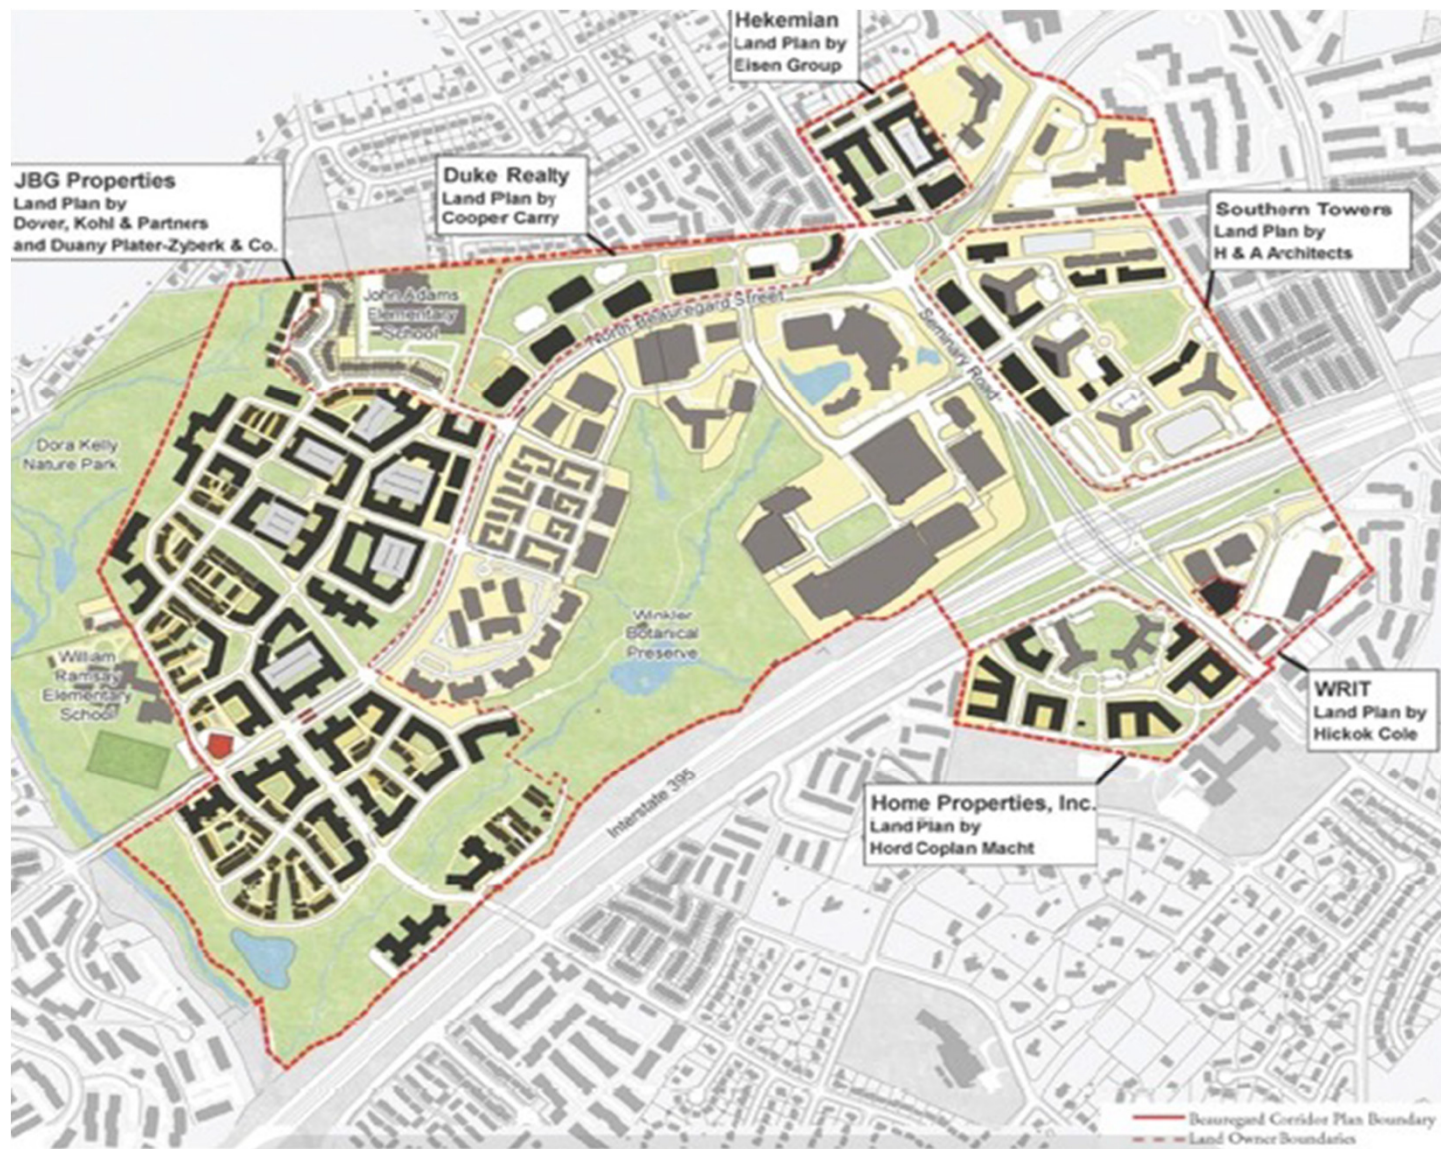 Hekemian
Land Plan by
Eisen Group
JBG Properties
Land Plan by
Dover, Kohl & Partners
and Duany Plater-Zyberk & Co.
Duke Realty
Land Plan by
Cooper Carry
Southern Towers
Land Plan by
H & A Architects
John Adams
Elementary
School
North Beauregard Street
Seminary Road
Dora Kelly
Nature Park
Winkler
Botanical
Preserve
William
Ramsay
Elementary
School
WRIT
Land Plan by
Hickok Cole
Interstate 395
Home Properties, Inc.
Land Plan by
Hord Coplan Macht
Beauregard Corridor Plan Boundary
Land Owner Boundaries